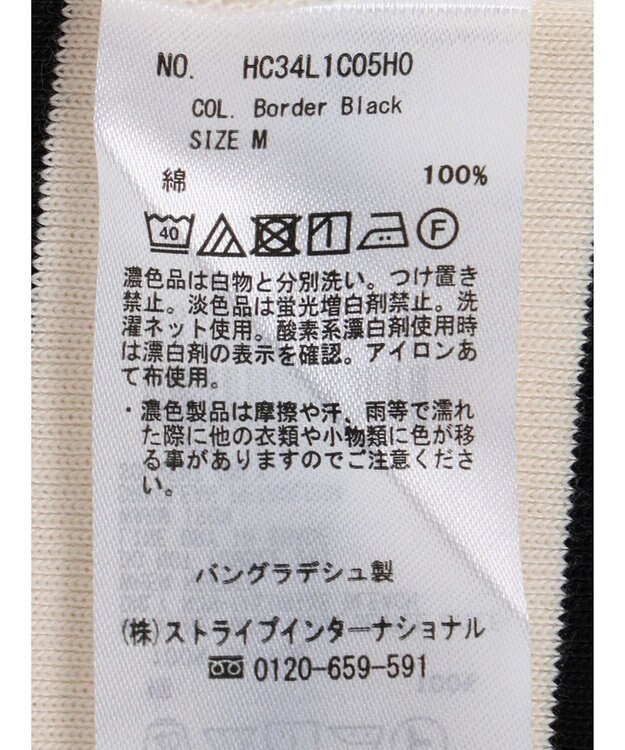 NO. HC34L1C05H0
COL. Border Black
SIZE M
綿 100%
40 F
濃色品は白物と分別洗い。つけ置き
禁止。淡色品は蛍光増白剤禁止。洗
濯ネット使用。酸素系漂白剤使用時
は漂白剤の表示を確認。アイロンあ
て布使用。
・濃色製品は摩擦や汗、雨等で濡れ
た際に他の衣類や小物類に色が移
る事がありますのでご注意くださ
い。
バングラデシュ製
(株)ストライプインターナショナル
0120-659-591